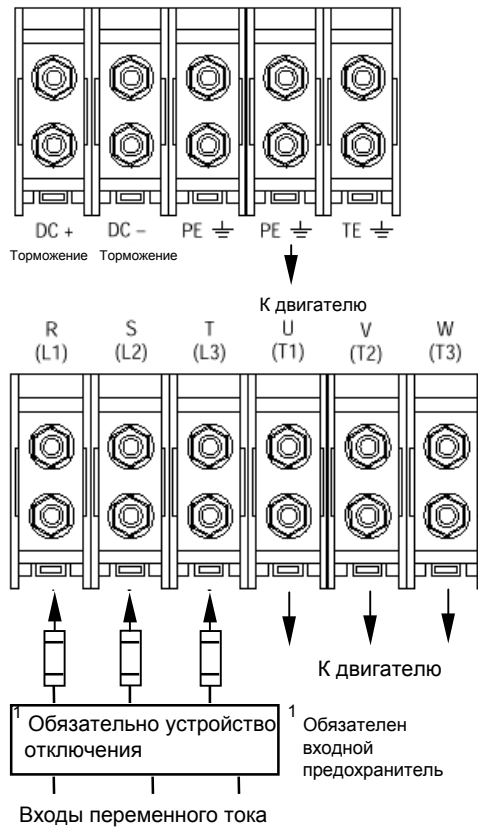 DC + DC – PE PE TE
Торможение Торможение
К двигателю
R S T U V W
(L1) (L2) (L3) (T1) (T2) (T3)
К двигателю
1 Обязательно устройство
отключения
1 Обязателен
входной
предохранитель
Входы переменного тока